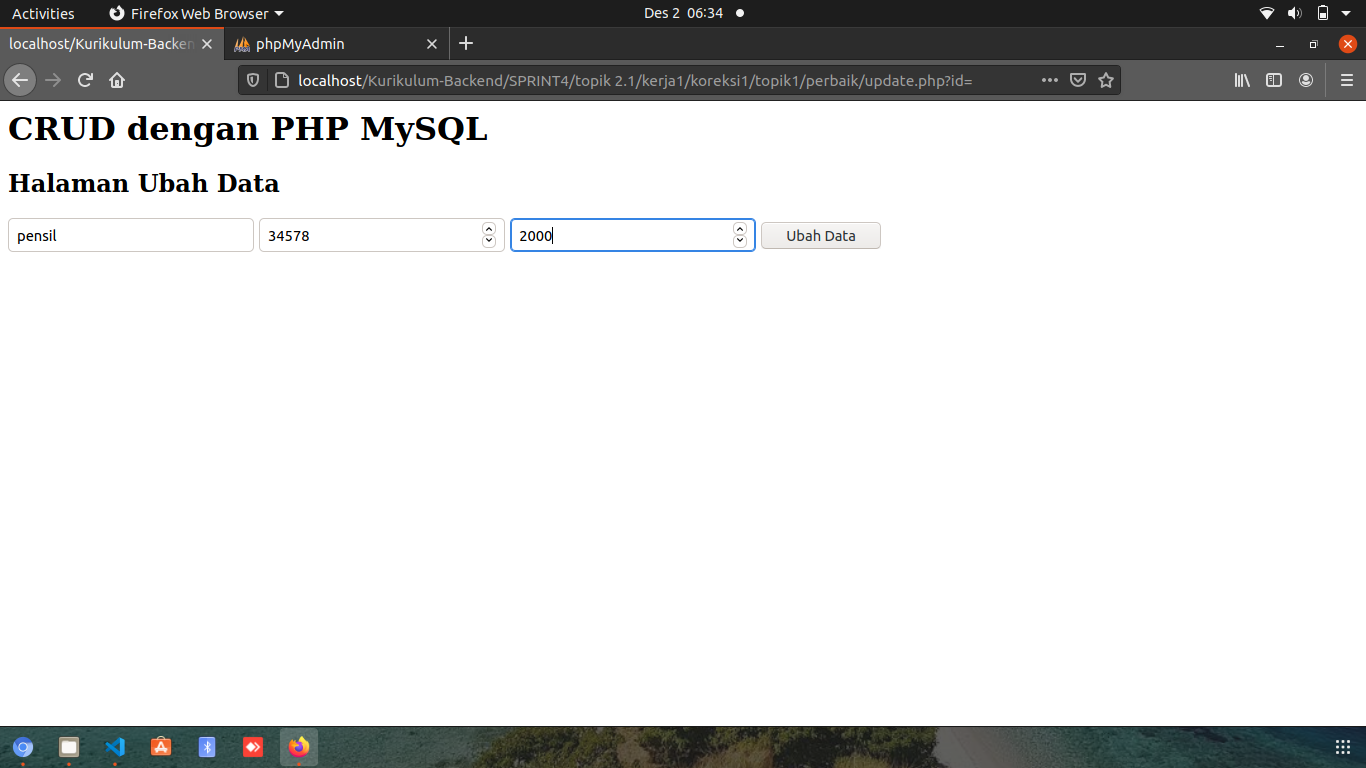 Activities
Firefox Web Browser
Des 2 06:34
localhost/Kurikulum-Backen
phpMyAdmin
localhost/Kurikulum-Backend/SPRINT4/topik 2.1/kerja1/koreksi1/topik1/perbaik/update.php?id=
CRUD dengan PHP MySQL
Halaman Ubah Data
pensil
34578
2000
Ubah Data